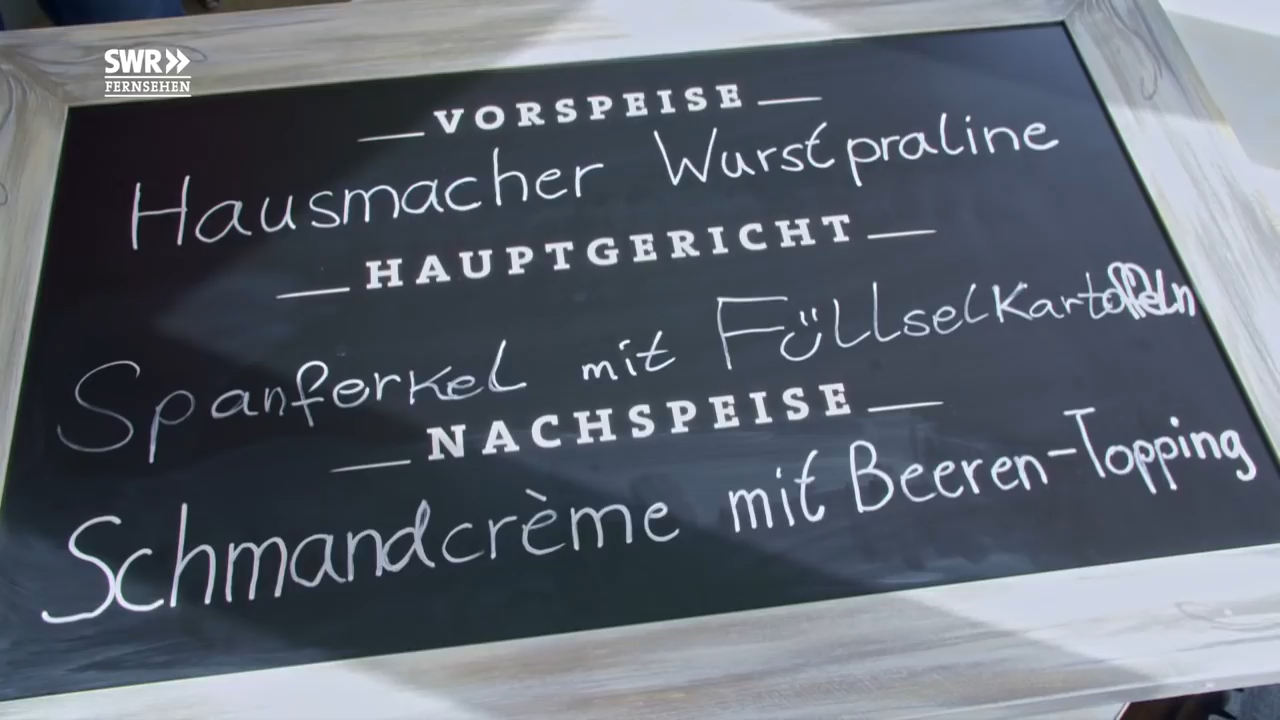 SWR
FERNSEHEN
VORSPEISE
Hausmacher Wurstpraline
HAUPTGERICHT
Spanferkel mit Füllselkartoffeln
NACHSPEISE
Schmandcrème mit Beeren-Topping